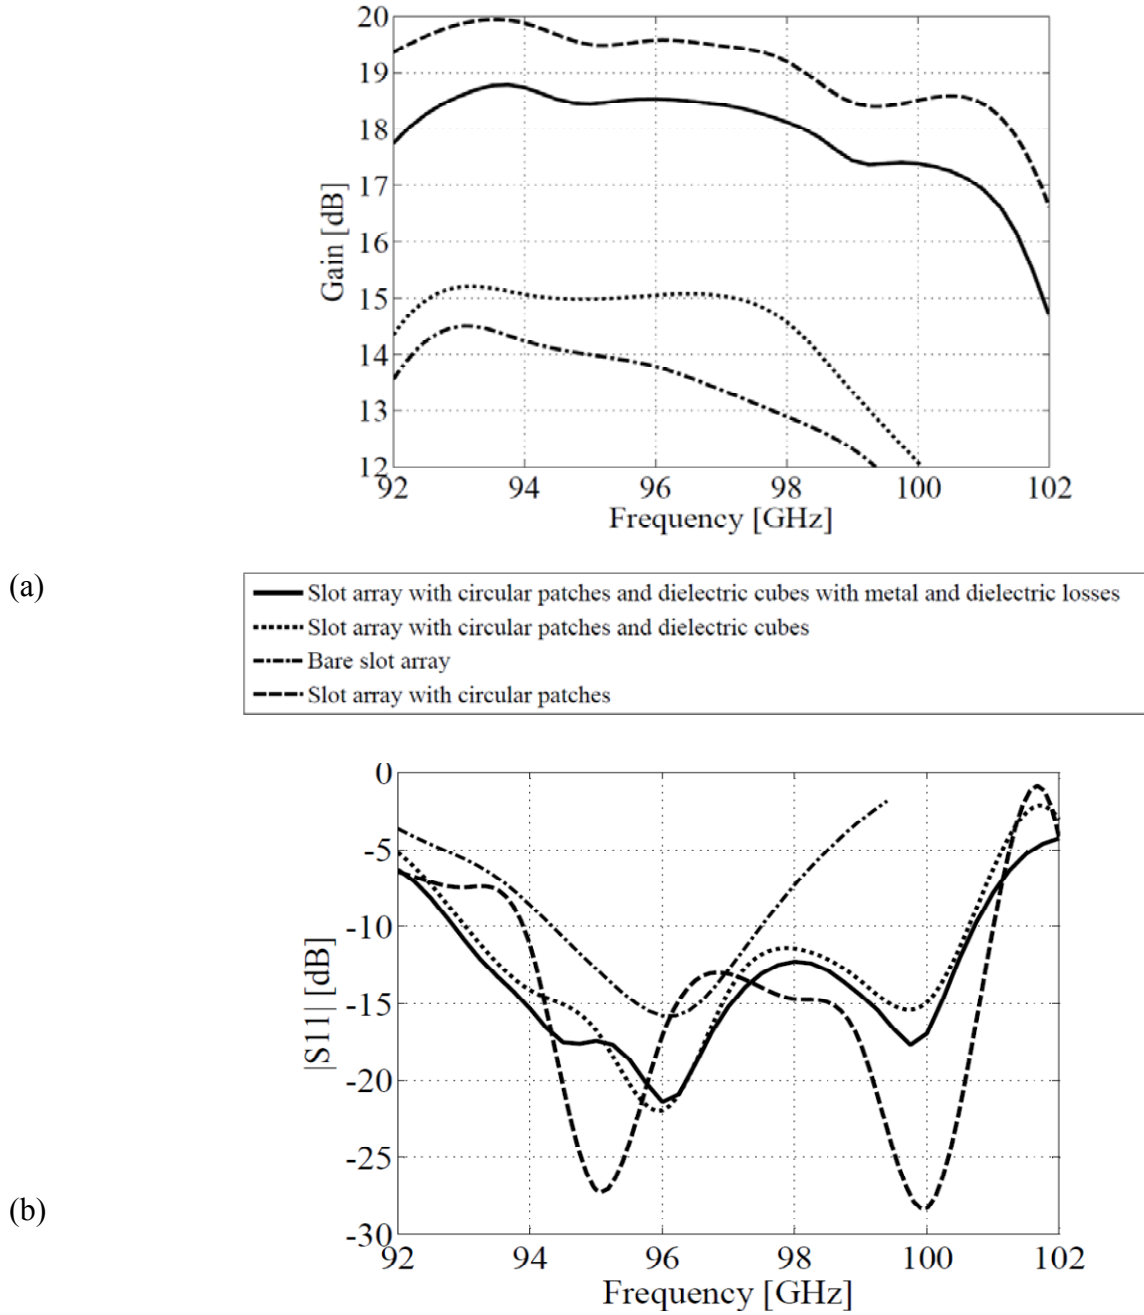 20
19
18
17
16
15
14
13
12
Gain [dB]
92 94 96 98 100 102
Frequency [GHz]
(a)
Slot array with circular patches and dielectric cubes with metal and dielectric losses
Slot array with circular patches and dielectric cubes
Bare slot array
Slot array with circular patches
0
-5
-10
-15
-20
-25
-30
|S11| [dB]
(b)
92 94 96 98 100 102
Frequency [GHz]